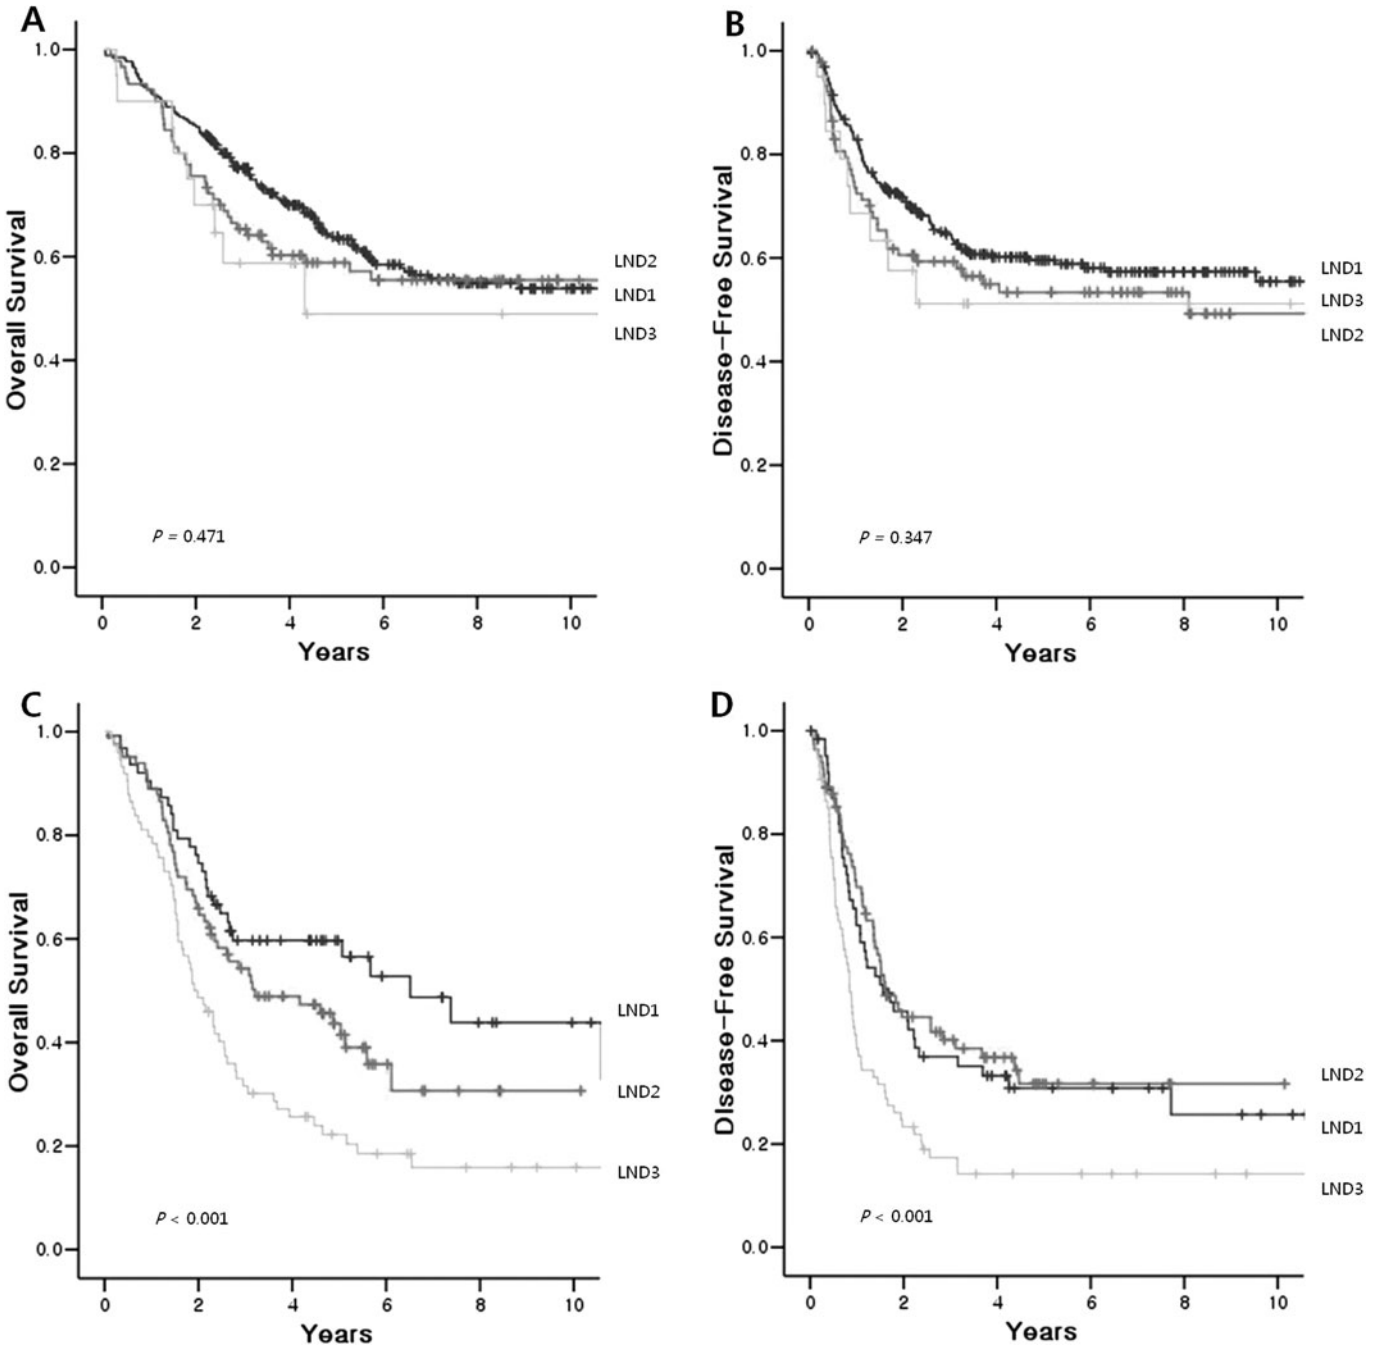 A
Overall Survival
1.0
0.8
0.6
0.4
0.2
0.0
LND2
LND1
LND3
P = 0.471
0 2 4 6 8 10
Years
B
Disease-Free Survival
1.0
0.8
0.6
0.4
0.2
0.0
LND1
LND3
LND2
P = 0.347
0 2 4 6 8 10
Years
C
Overall Survival
1.0
0.8
0.6
0.4
0.2
0.0
LND1
LND2
LND3
P < 0.001
0 2 4 6 8 10
Years
D
Disease-Free Survival
1.0
0.8
0.6
0.4
0.2
0.0
LND2
LND1
LND3
P < 0.001
0 2 4 6 8 10
Years